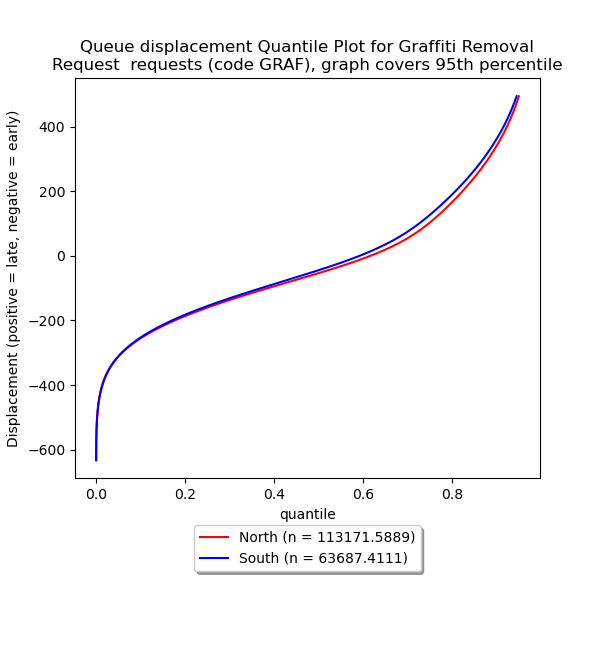 Queue displacement Quantile Plot for Graffiti Removal
Request  requests (code GRAF), graph covers 95th percentile
Displacement (positive = late, negative = early)
400
200
0
−200
−400
−600
0.0 0.2 0.4 0.6 0.8
quantile
North (n = 113171.5889)
South (n = 63687.4111)